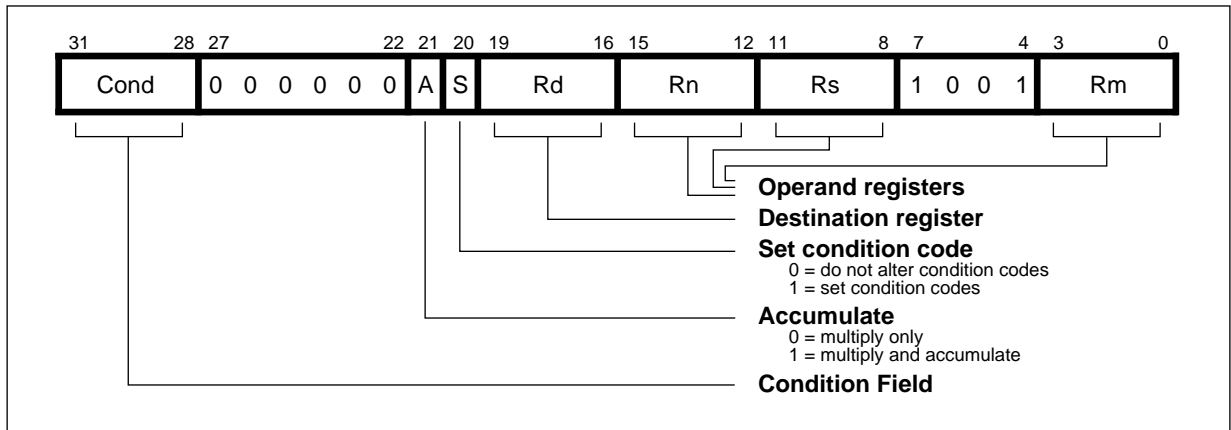 31 28 27 22 21 20 19 16 15 12 11 8 7 4 3 0
Cond 0 0 0 0 0 0 A S Rd Rn Rs 1 0 0 1 Rm
Operand registers
Destination register
Set condition code
0 = do not alter condition codes
1 = set condition codes
Accumulate
0 = multiply only
1 = multiply and accumulate
Condition Field